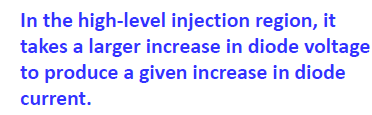 In the high-level injection region, it
takes a larger increase in diode voltage
to produce a given increase in diode
current.